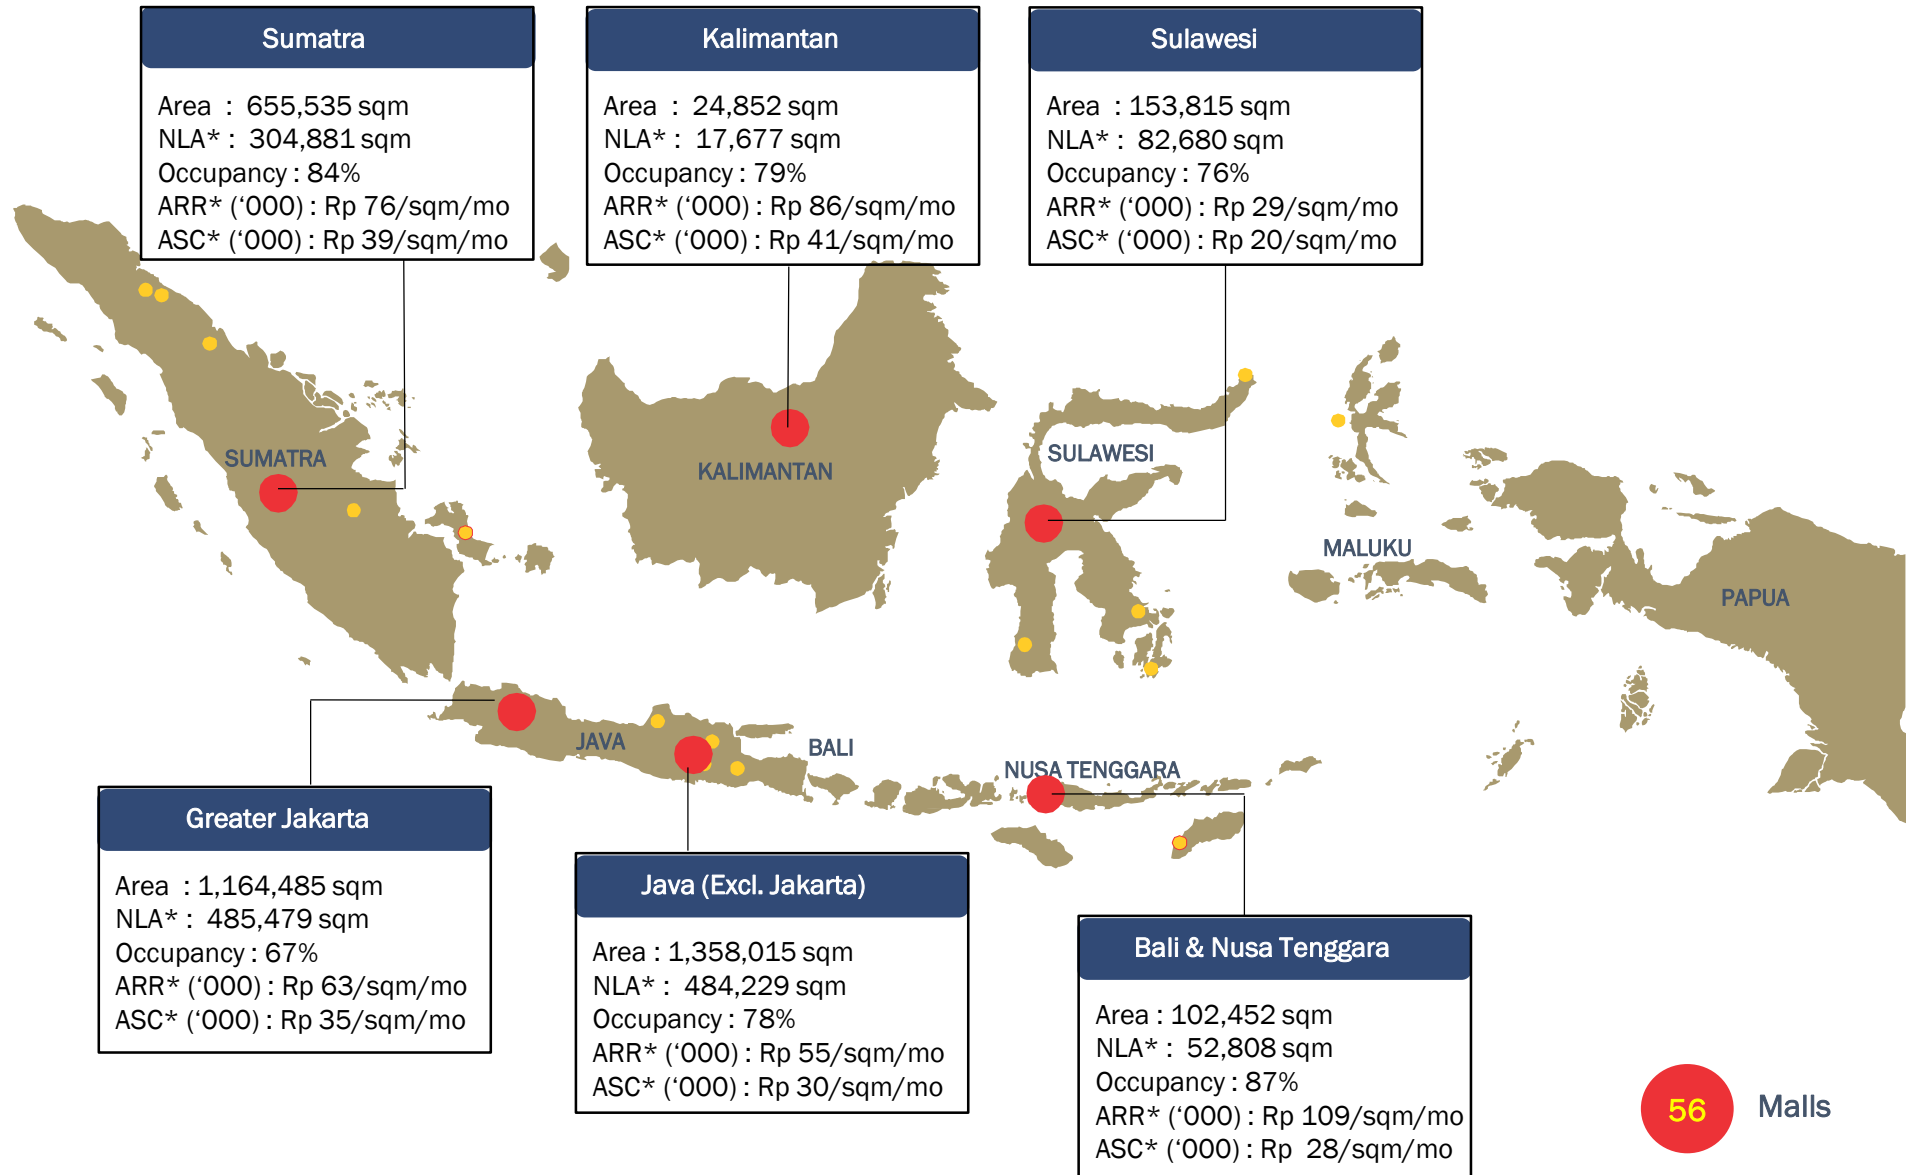 Sumatra
Area : 655,535 sqm
NLA* : 304,881 sqm
Occupancy : 84%
ARR* (‘000) : Rp 76/sqm/mo
ASC* (‘000) : Rp 39/sqm/mo
Kalimantan
Area : 24,852 sqm
NLA* : 17,677 sqm
Occupancy : 79%
ARR* (‘000) : Rp 86/sqm/mo
ASC* (‘000) : Rp 41/sqm/mo
Sulawesi
Area : 153,815 sqm
NLA* : 82,680 sqm
Occupancy : 76%
ARR* (‘000) : Rp 29/sqm/mo
ASC* (‘000) : Rp 20/sqm/mo
SUMATRA
KALIMANTAN
SULAWESI
MALUKU
PAPUA
JAVA
BALI
NUSA TENGGARA
Greater Jakarta
Area : 1,164,485 sqm
NLA* : 485,479 sqm
Occupancy : 67%
ARR* (‘000) : Rp 63/sqm/mo
ASC* (‘000) : Rp 35/sqm/mo
Java (Excl. Jakarta)
Area : 1,358,015 sqm
NLA* : 484,229 sqm
Occupancy : 78%
ARR* (‘000) : Rp 55/sqm/mo
ASC* (‘000) : Rp 30/sqm/mo
Bali & Nusa Tenggara
Area : 102,452 sqm
NLA* : 52,808 sqm
Occupancy : 87%
ARR* (‘000) : Rp 109/sqm/mo
ASC* (‘000) : Rp 28/sqm/mo
56 Malls